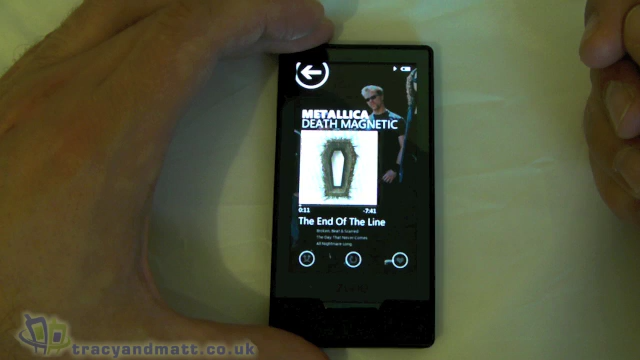 METALLICA
DEATH MAGNETIC
0:11 -7:41
The End Of The Line
Broken, Beat & Scarred
The Day That Never Comes
All Nightmare Long
tracyandmatt.co.uk